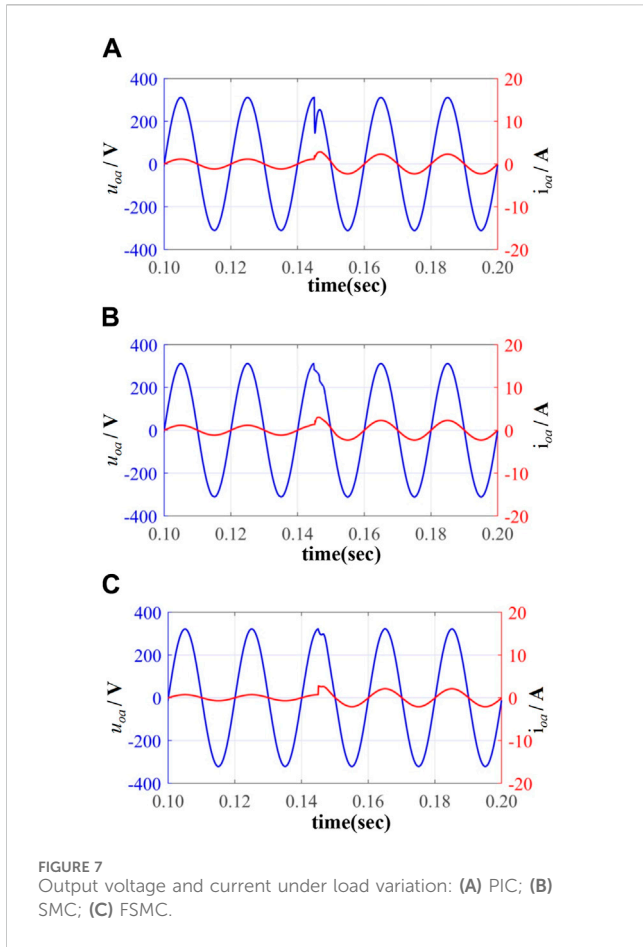 A
400
200
0
-200
-400
u_oa / V
20
10
0
-10
-20
i_oa / A
0.10 0.12 0.14 0.16 0.18 0.20
time(sec)
B
400
200
0
-200
-400
u_oa / V
20
10
0
-10
-20
i_oa / A
0.10 0.12 0.14 0.16 0.18 0.20
time(sec)
C
400
200
0
-200
-400
u_oa / V
20
10
0
-10
-20
i_oa / A
0.10 0.12 0.14 0.16 0.18 0.20
time(sec)
FIGURE 7
Output voltage and current under load variation: (A) PIC; (B)
SMC; (C) FSMC.